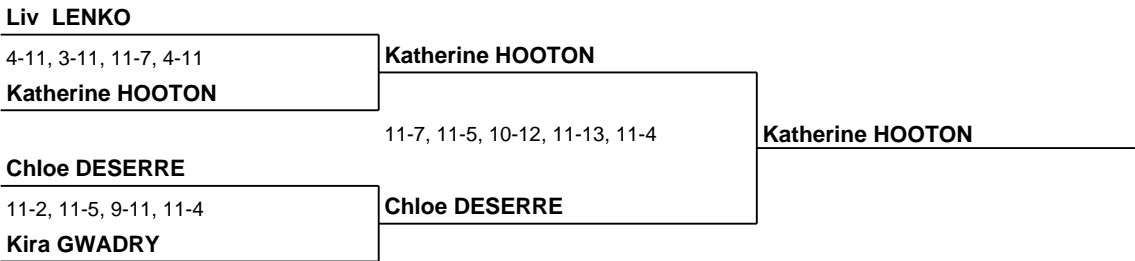 Liv LENKO
4-11, 3-11, 11-7, 4-11
Katherine HOOTON
Katherine HOOTON
11-7, 11-5, 10-12, 11-13, 11-4
Katherine HOOTON
Chloe DESERRE
11-2, 11-5, 9-11, 11-4
Chloe DESERRE
Kira GWADRY